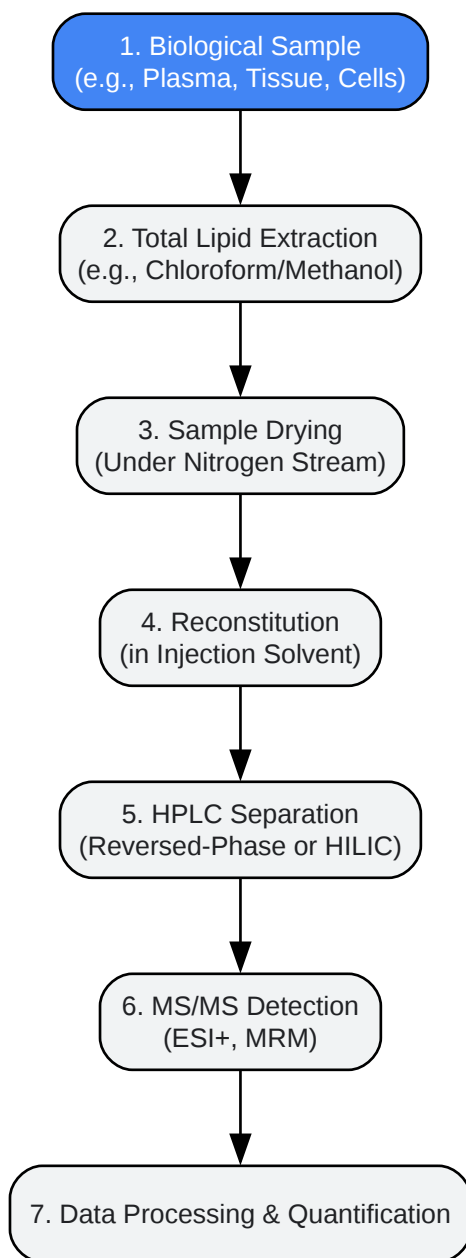 1. Biological Sample
(e.g., Plasma, Tissue, Cells)
2. Total Lipid Extraction
(e.g., Chloroform/Methanol)
3. Sample Drying
(Under Nitrogen Stream)
4. Reconstitution
(in Injection Solvent)
5. HPLC Separation
(Reversed-Phase or HILIC)
6. MS/MS Detection
(ESI+, MRM)
7. Data Processing & Quantification